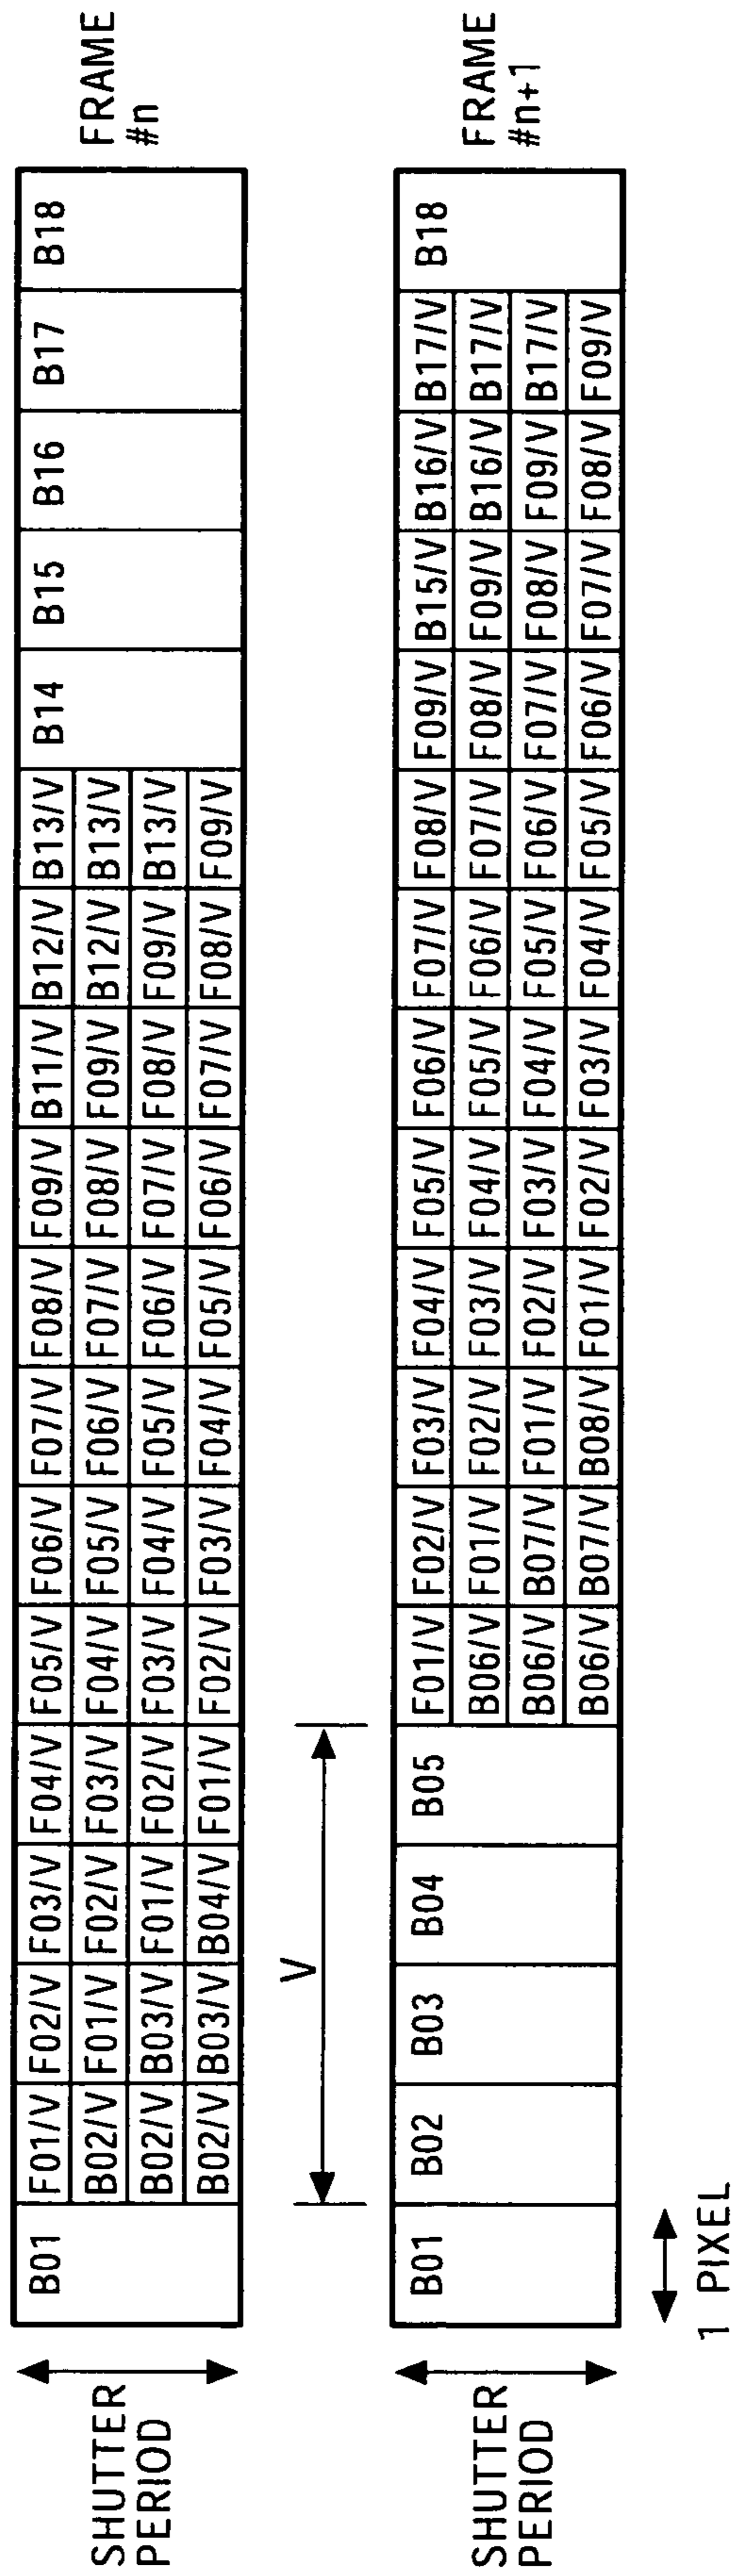 SHUTTER
PERIOD
B01 F01/V F02/V F03/V F04/V F05/V F06/V F07/V F08/V F09/V B11/V B12/V B13/V B14 B15 B16 B17 B18
B02/V F01/V F02/V F03/V F04/V F05/V F06/V F07/V F08/V F09/V B12/V B13/V
B02/V B03/V F01/V F02/V F03/V F04/V F05/V F06/V F07/V F08/V F09/V B13/V
B02/V B03/V B04/V F01/V F02/V F03/V F04/V F05/V F06/V F07/V F08/V F09/V
FRAME
#n
V
SHUTTER
PERIOD
B01 B02 B03 B04 B05 F01/V F02/V F03/V F04/V F05/V F06/V F07/V F08/V F09/V B15/V B16/V B17/V B18
B06/V F01/V F02/V F03/V F04/V F05/V F06/V F07/V F08/V F09/V B16/V B17/V
B06/V B07/V F01/V F02/V F03/V F04/V F05/V F06/V F07/V F08/V F09/V B17/V
B06/V B07/V B08/V F01/V F02/V F03/V F04/V F05/V F06/V F07/V F08/V F09/V
FRAME
#n+1
1 PIXEL